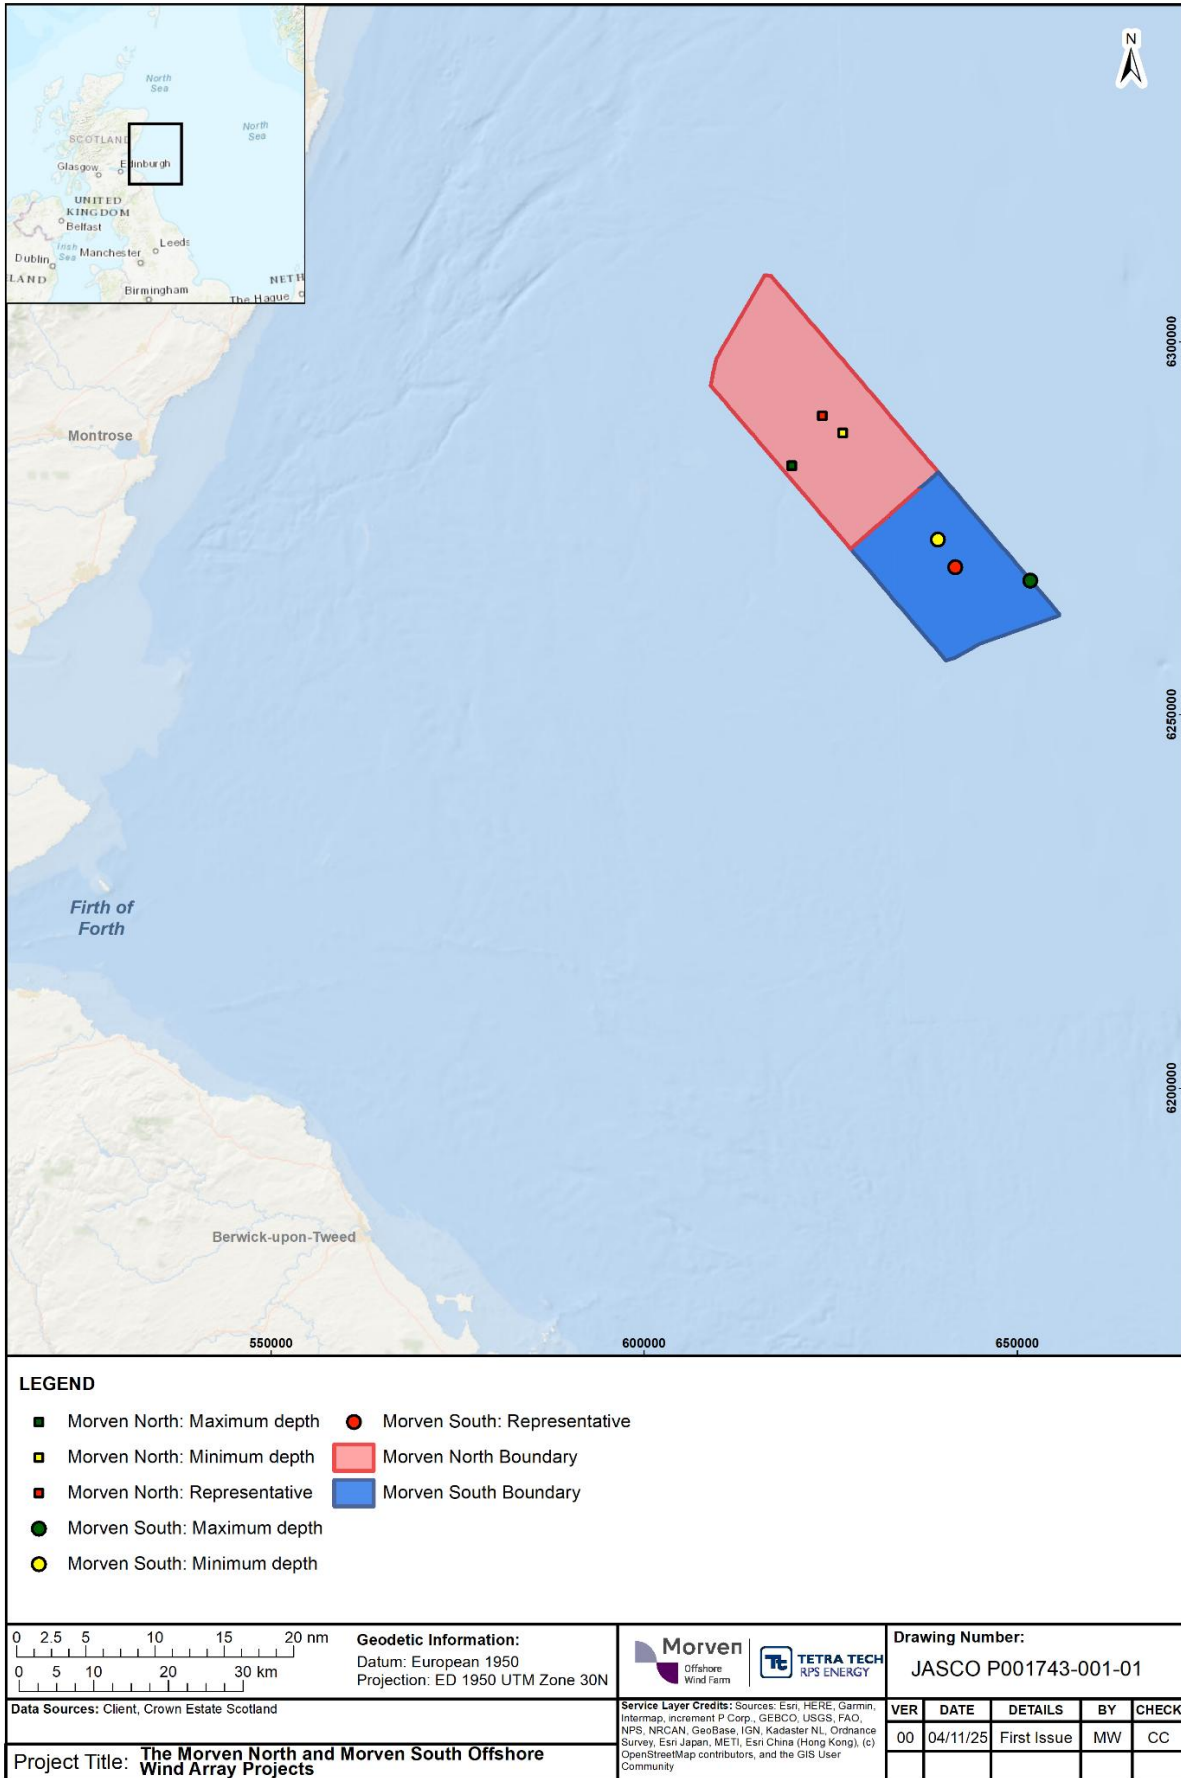 North
Sea
North
Sea
SCOTLAND
Glasgow
Edinburgh
UNITED
KINGDOM
Belfast
Irish
Sea
Manchester
Leeds
Dublin
LAND
NETH
Birmingham
The Hague
N
Montrose
Firth of
Forth
Berwick-upon-Tweed
6300000
6250000
6200000
550000
600000
650000
LEGEND
Morven North: Maximum depth
Morven North: Minimum depth
Morven North: Representative
Morven South: Maximum depth
Morven South: Minimum depth
Morven South: Representative
Morven North Boundary
Morven South Boundary
0 2.5 5 10 15 20 nm
0 5 10 20 30 km
Geodetic Information:
Datum: European 1950
Projection: ED 1950 UTM Zone 30N
Data Sources: Client, Crown Estate Scotland
Project Title: The Morven North and Morven South Offshore
Wind Array Projects
Morven
Offshore
Wind Farm
Tt TETRA TECH
RPS ENERGY
Service Layer Credits: Sources: Esri, HERE, Garmin,
Intermap, increment P Corp., GEBCO, USGS, FAO,
NPS, NRCAN, GeoBase, IGN, Kadaster NL, Ordnance
Survey, Esri Japan, METI, Esri China (Hong Kong), (c)
OpenStreetMap contributors, and the GIS User
Community
Drawing Number:
JASCO P001743-001-01
VER DATE DETAILS BY CHECK
00 04/11/25 First Issue MW CC